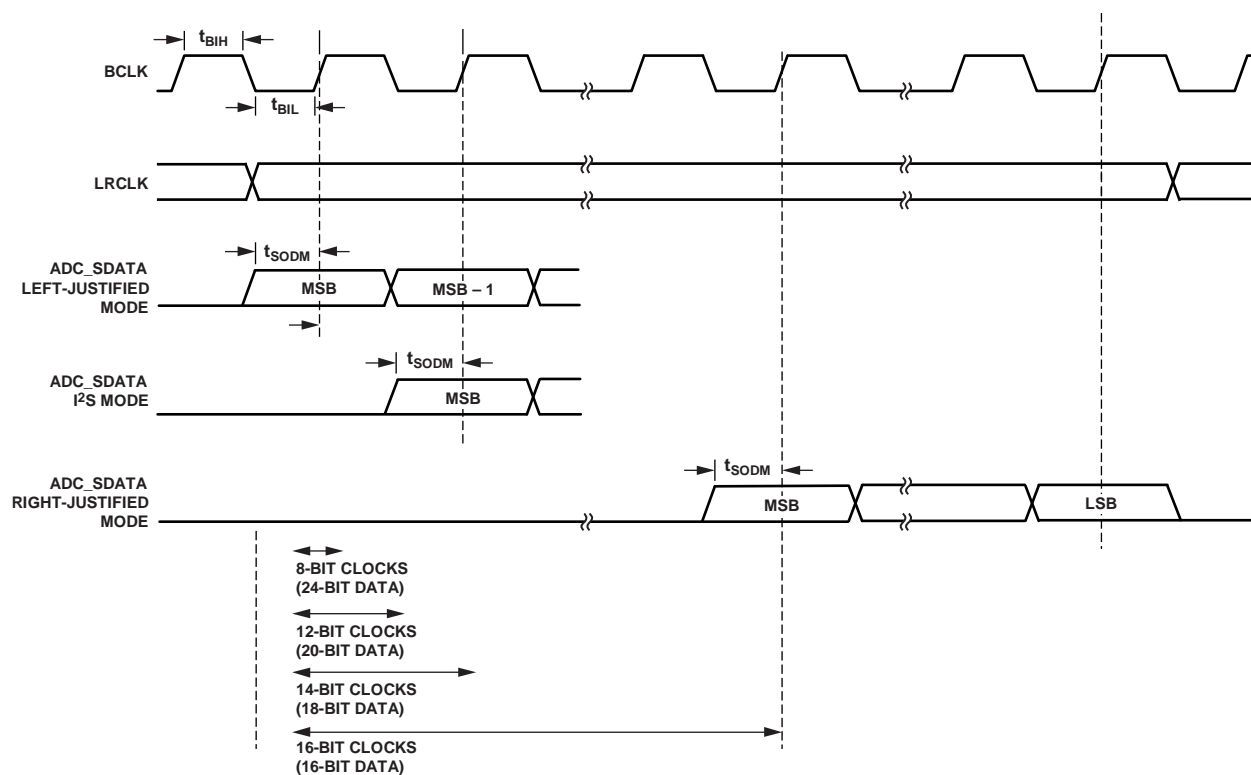 tBIH
BCLK
tBIL
LRCLK
tSODM
ADC_SDATA
LEFT-JUSTIFIED
MODE
MSB
MSB – 1
tSODM
ADC_SDATA
I2S MODE
MSB
tSODM
ADC_SDATA
RIGHT-JUSTIFIED
MODE
MSB
LSB
8-BIT CLOCKS
(24-BIT DATA)
12-BIT CLOCKS
(20-BIT DATA)
14-BIT CLOCKS
(18-BIT DATA)
16-BIT CLOCKS
(16-BIT DATA)